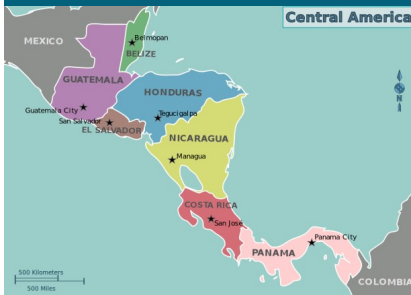 Central America
MEXICO
Belmopan
BELIZE
GUATEMALA
HONDURAS
Guatemala City
Tegucigalpa
San Salvador
EL SALVADOR
NICARAGUA
Managua
N
COSTA RICA
San José
Panama City
PANAMA
COLOMBIA
500 Kilometers
500 Miles